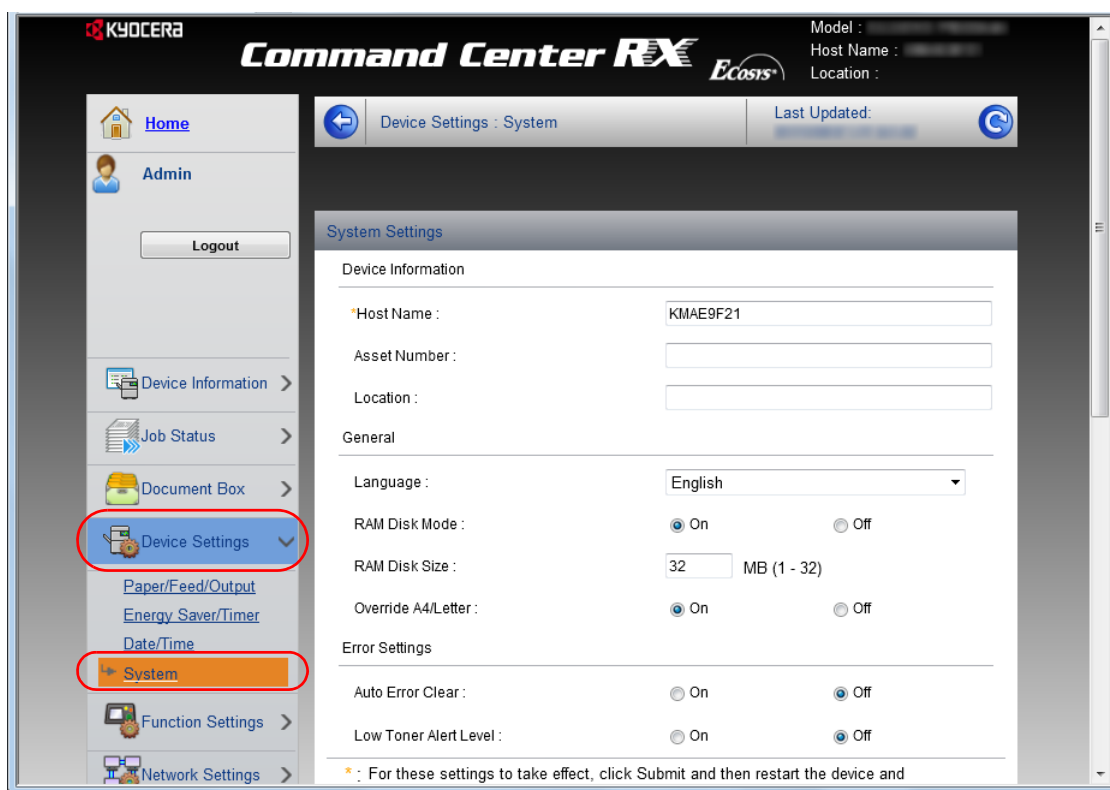 KYOCERA
Command Center RX
Ecosys
Model :
Host Name :
Location :
Home
Admin
Logout
Device Information
Job Status
Document Box
Device Settings
Paper/Feed/Output
Energy Saver/Timer
Date/Time
System
Function Settings
Network Settings
Device Settings : System
Last Updated:
System Settings
Device Information
*Host Name : KMAE9F21
Asset Number :
Location :
General
Language : English
RAM Disk Mode : On Off
RAM Disk Size : 32 MB (1 - 32)
Override A4/Letter : On Off
Error Settings
Auto Error Clear : On Off
Low Toner Alert Level : On Off
* : For these settings to take effect, click Submit and then restart the device and